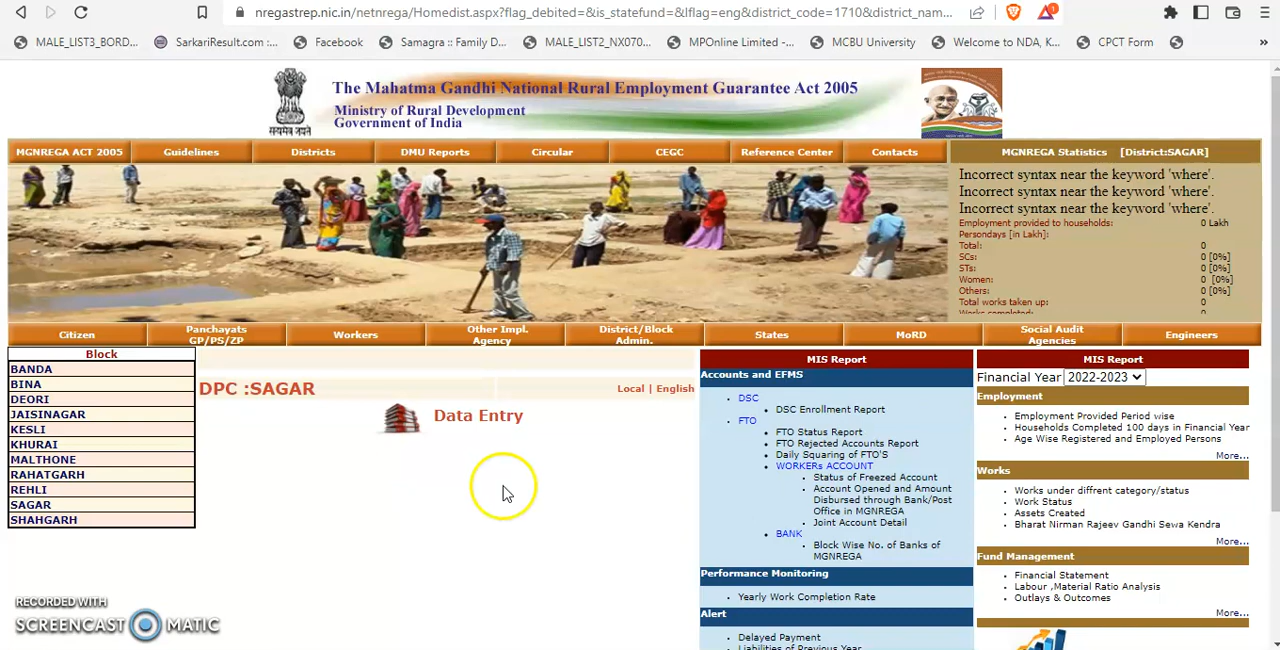 nregastrep.nic.in/netnrega/Homedist.aspx?flag_debited=&is_statefund=&lflag=eng&district_code=1710&district_nam...
1
MALE_LIST3_BORD...
SarkariResult.com :...
Facebook
Samagra :: Family D...
MALE_LIST2_NX070...
MPOnline Limited -...
MCBU University
Welcome to NDA, K...
CPCT Form
»
The Mahatma Gandhi National Rural Employment Guarantee Act 2005
Ministry of Rural Development
Government of India
सत्यमेव जयते
MGNREGA ACT 2005
Guidelines
Districts
DMU Reports
Circular
CEGC
Reference Center
Contacts
MGNREGA Statistics [District:SAGAR]
Incorrect syntax near the keyword 'where'.
Incorrect syntax near the keyword 'where'.
Incorrect syntax near the keyword 'where'.
Employment provided to households: 0 Lakh
Persondays [in Lakh]:
Total: 0
SCs: 0 [0%]
STs: 0 [0%]
Women: 0 [0%]
Others: 0 [0%]
Total works taken up: 0
Works completed: 0
Citizen
Panchayats
GP/PS/ZP
Workers
Other Impl.
Agency
District/Block
Admin.
States
MoRD
Social Audit
Agencies
Engineers
Block
BANDA
BINA
DEORI
JAISINAGAR
KESLI
KHURAI
MALTHONE
RAHATGARH
REHLI
SAGAR
SHAHGARH
DPC :SAGAR
Local | English
Data Entry
MIS Report
Accounts and EFMS
DSC
DSC Enrollment Report
FTO
FTO Status Report
FTO Rejected Accounts Report
Daily Squaring of FTO'S
WORKERs ACCOUNT
Status of Freezed Account
Account Opened and Amount
Disbursed through Bank/Post
Office in MGNREGA
Joint Account Detail
BANK
Block Wise No. of Banks of
MGNREGA
Performance Monitoring
Yearly Work Completion Rate
Alert
Delayed Payment
Liabilities of Previous Year
MIS Report
Financial Year 2022-2023
Employment
Employment Provided Period wise
Households Completed 100 days in Financial Year
Age Wise Registered and Employed Persons
More...
Works
Works under diffrent category/status
Work Status
Assets Created
Bharat Nirman Rajeev Gandhi Sewa Kendra
More...
Fund Management
Financial Statement
Labour ,Material Ratio Analysis
Outlays & Outcomes
More...
RECORDED WITH
SCREENCAST MATIC